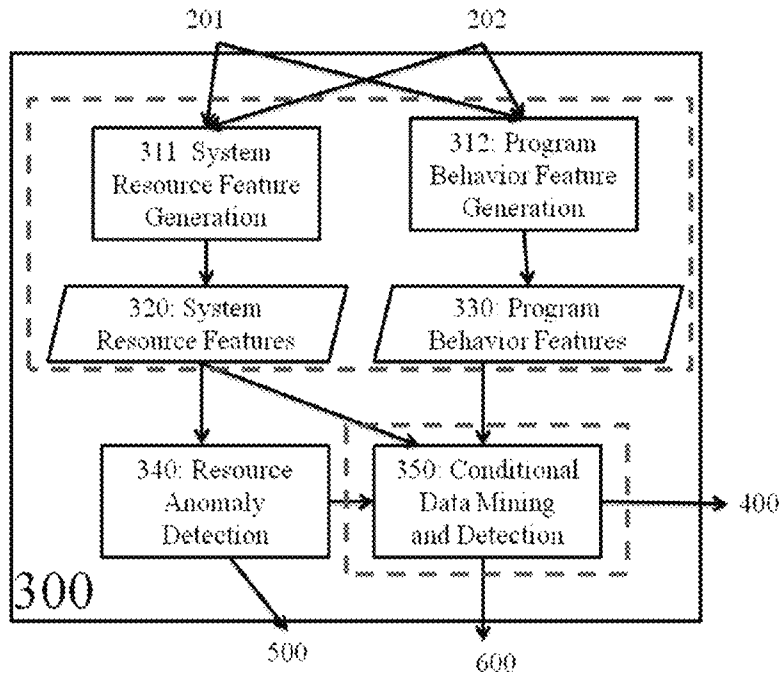 201
202
311 System
Resource Feature
Generation
312: Program
Behavior Feature
Generation
320: System
Resource Features
330: Program
Behavior Features
340: Resource
Anomaly
Detection
350: Conditional
Data Mining
and Detection
400
300
500
600